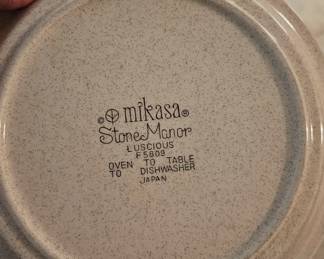 © mikasa®
Stone Manor
LUSCIOUS
F5809
OVEN TO TABLE
TO DISHWASHER
JAPAN